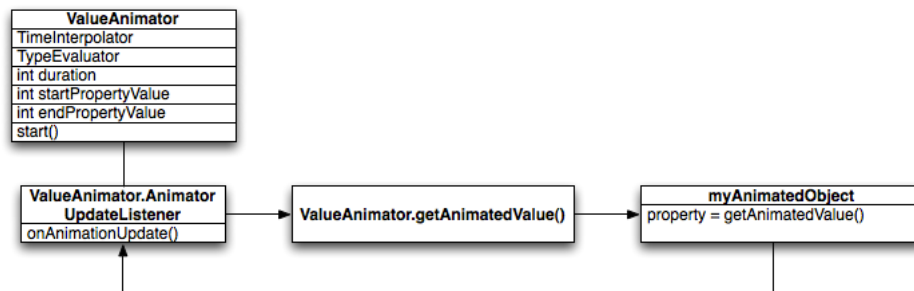 ValueAnimator
TimeInterpolator
TypeEvaluator
int duration
int startPropertyValue
int endPropertyValue
start()
ValueAnimator.Animator
UpdateListener
onAnimationUpdate()
ValueAnimator.getAnimatedValue()
myAnimatedObject
property = getAnimatedValue()